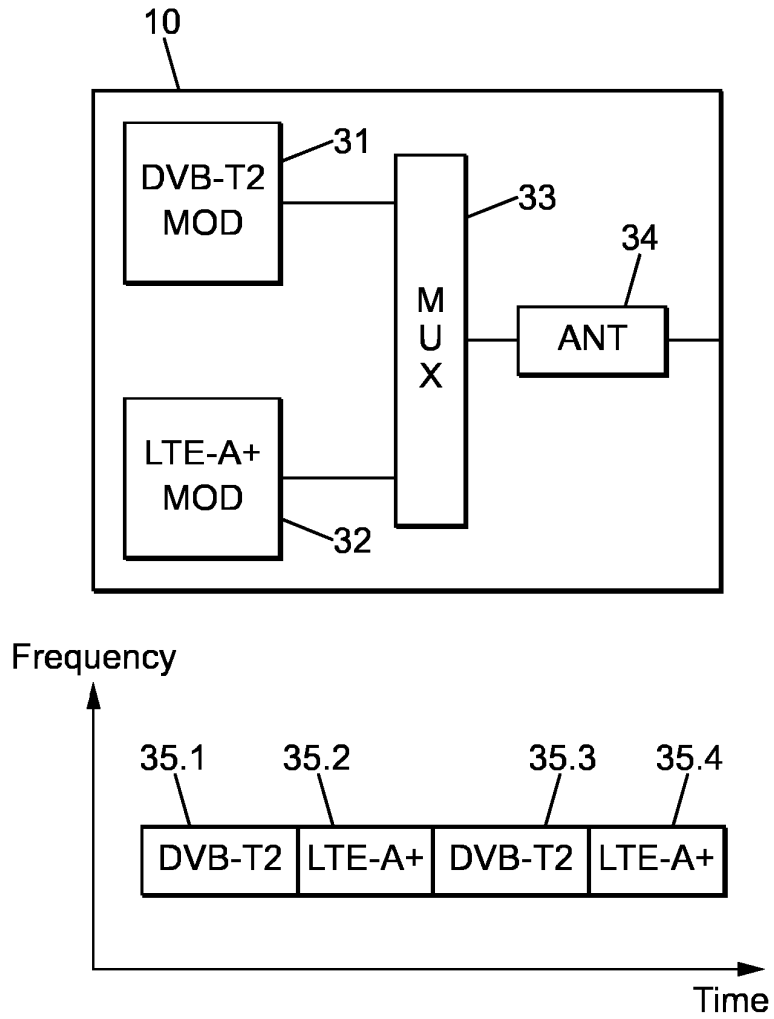 10
DVB-T2
MOD
31
MUX
33
34
ANT
LTE-A+
MOD
32
Frequency
35.1
35.2
35.3
35.4
DVB-T2
LTE-A+
DVB-T2
LTE-A+
Time